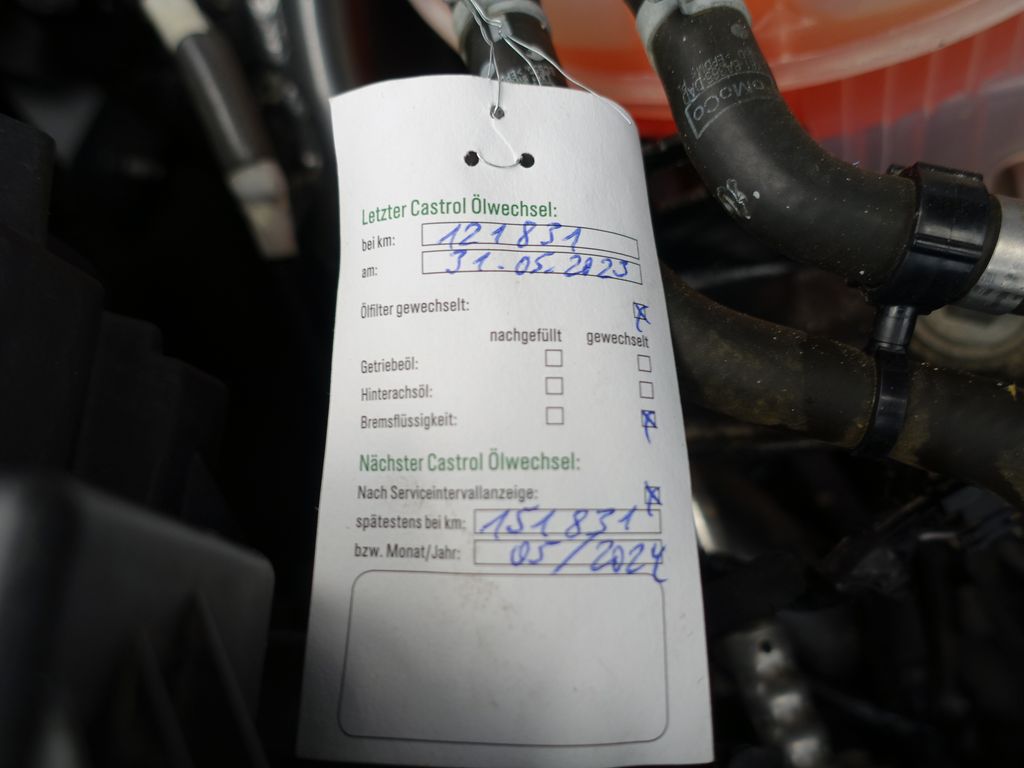 FOMOCO
Letzter Castrol Ölwechsel:
bei km: 121831
am: 31.05.2023
Ölfilter gewechselt: x
nachgefüllt gewechselt
Getriebeöl:
Hinterachsöl:
Bremsflüssigkeit: x
Nächster Castrol Ölwechsel:
Nach Serviceintervallanzeige: x
spätestens bei km: 151831
bzw. Monat/Jahr: 05/2024